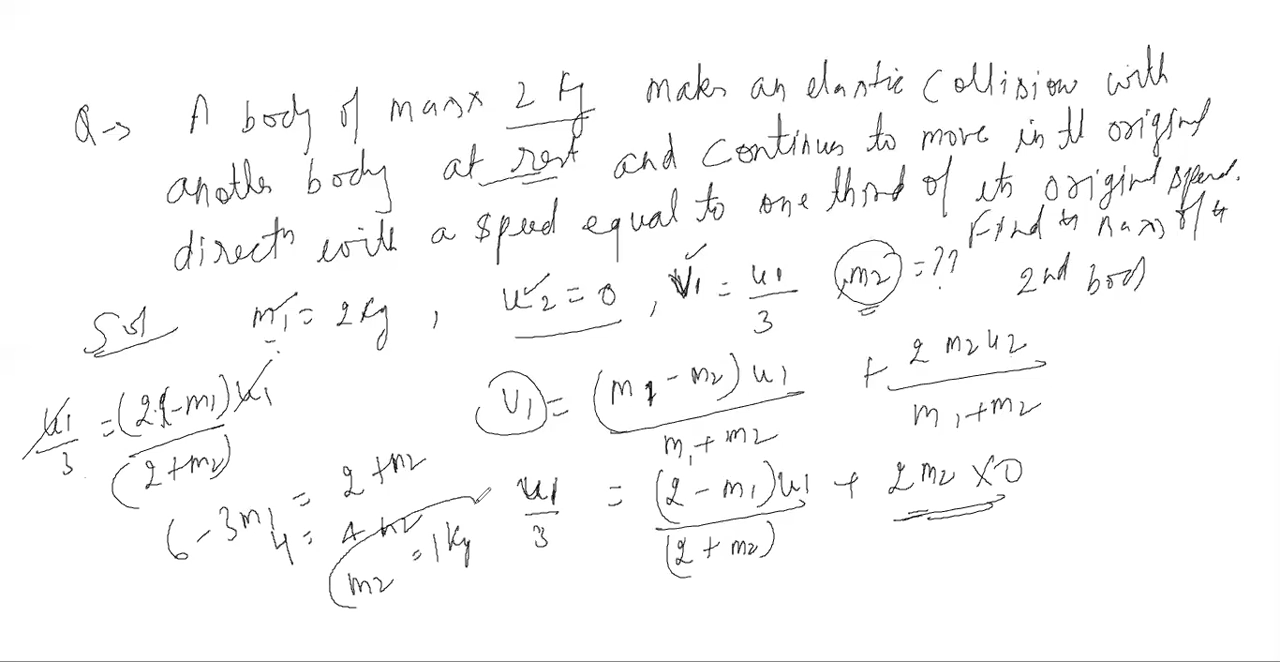 Q→ A body of mass 2 kg makes an elastic collision with
another body at rest and continues to move in the original
directn with a speed equal to one third of its original speed.
Find the mass of the
2nd body
Sol m1 = 2kg , u2 = 0 , V1 = u1/3 m2 = ??
V1 = (m1 - m2) u1 / m1 + m2 + 2 m2 u2 / m1 + m2
u1/3 = (2 - m1) u1 / (2 + m2) + 2 m2 × 0
u1/3 = (2 - m1) u1 / (2 + m2)
6 - 3m1 = 2 + m2
4 = 4 m2
m2 = 1 kg